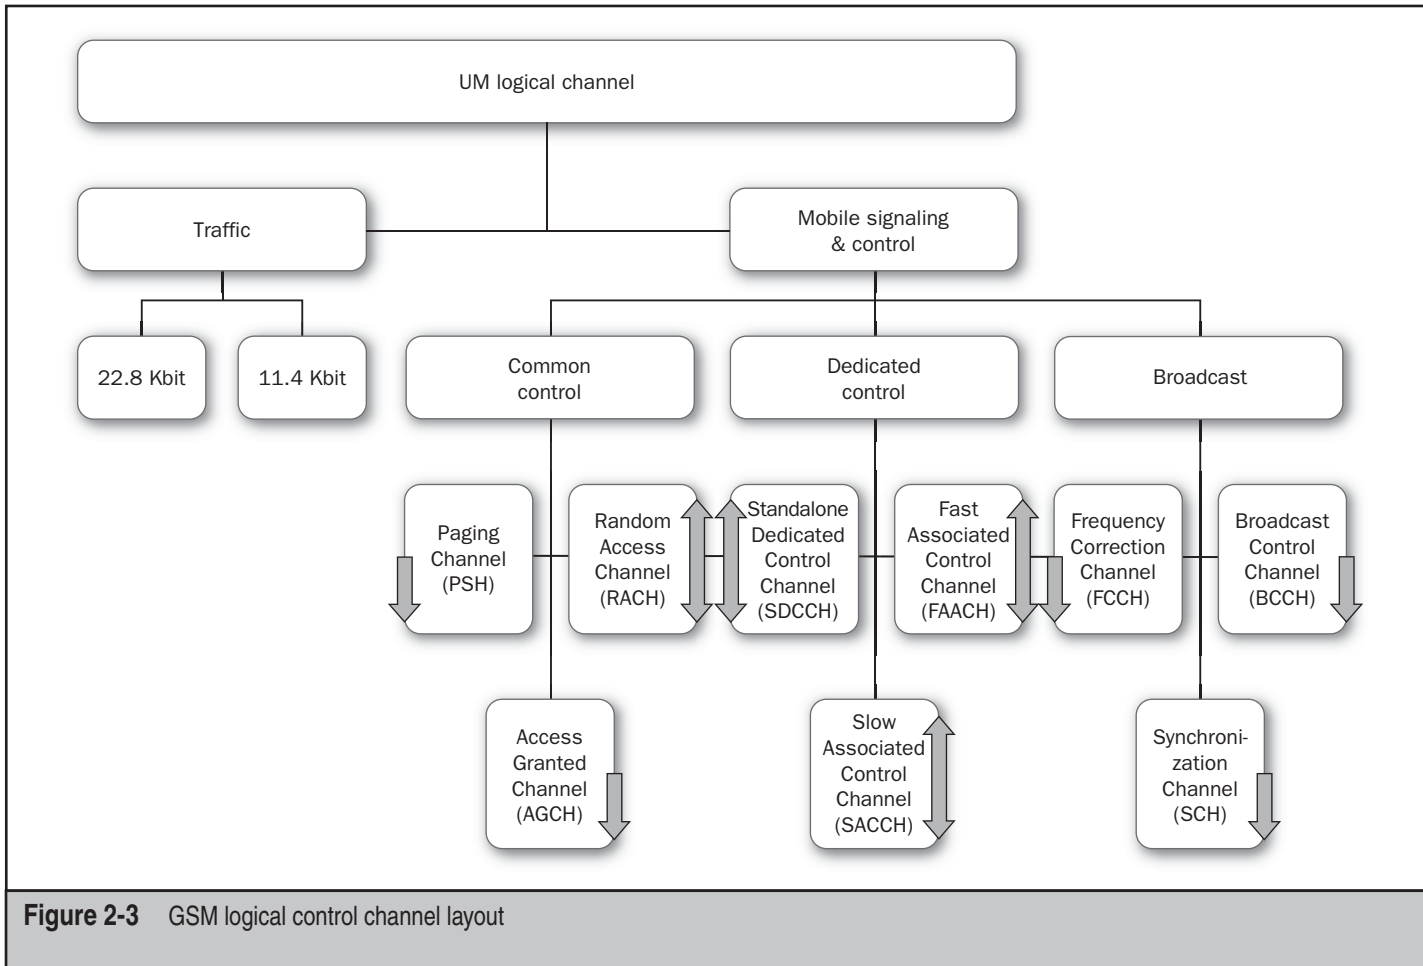 UM logical channel
Traffic
Mobile signaling
& control
22.8 Kbit
11.4 Kbit
Common
control
Dedicated
control
Broadcast
Paging
Channel
(PSH)
Random
Access
Channel
(RACH)
Standalone
Dedicated
Control
Channel
(SDCCH)
Fast
Associated
Control
Channel
(FAACH)
Frequency
Correction
Channel
(FCCH)
Broadcast
Control
Channel
(BCCH)
Access
Granted
Channel
(AGCH)
Slow
Associated
Control
Channel
(SACCH)
Synchroni-
zation
Channel
(SCH)
Figure 2-3 GSM logical control channel layout